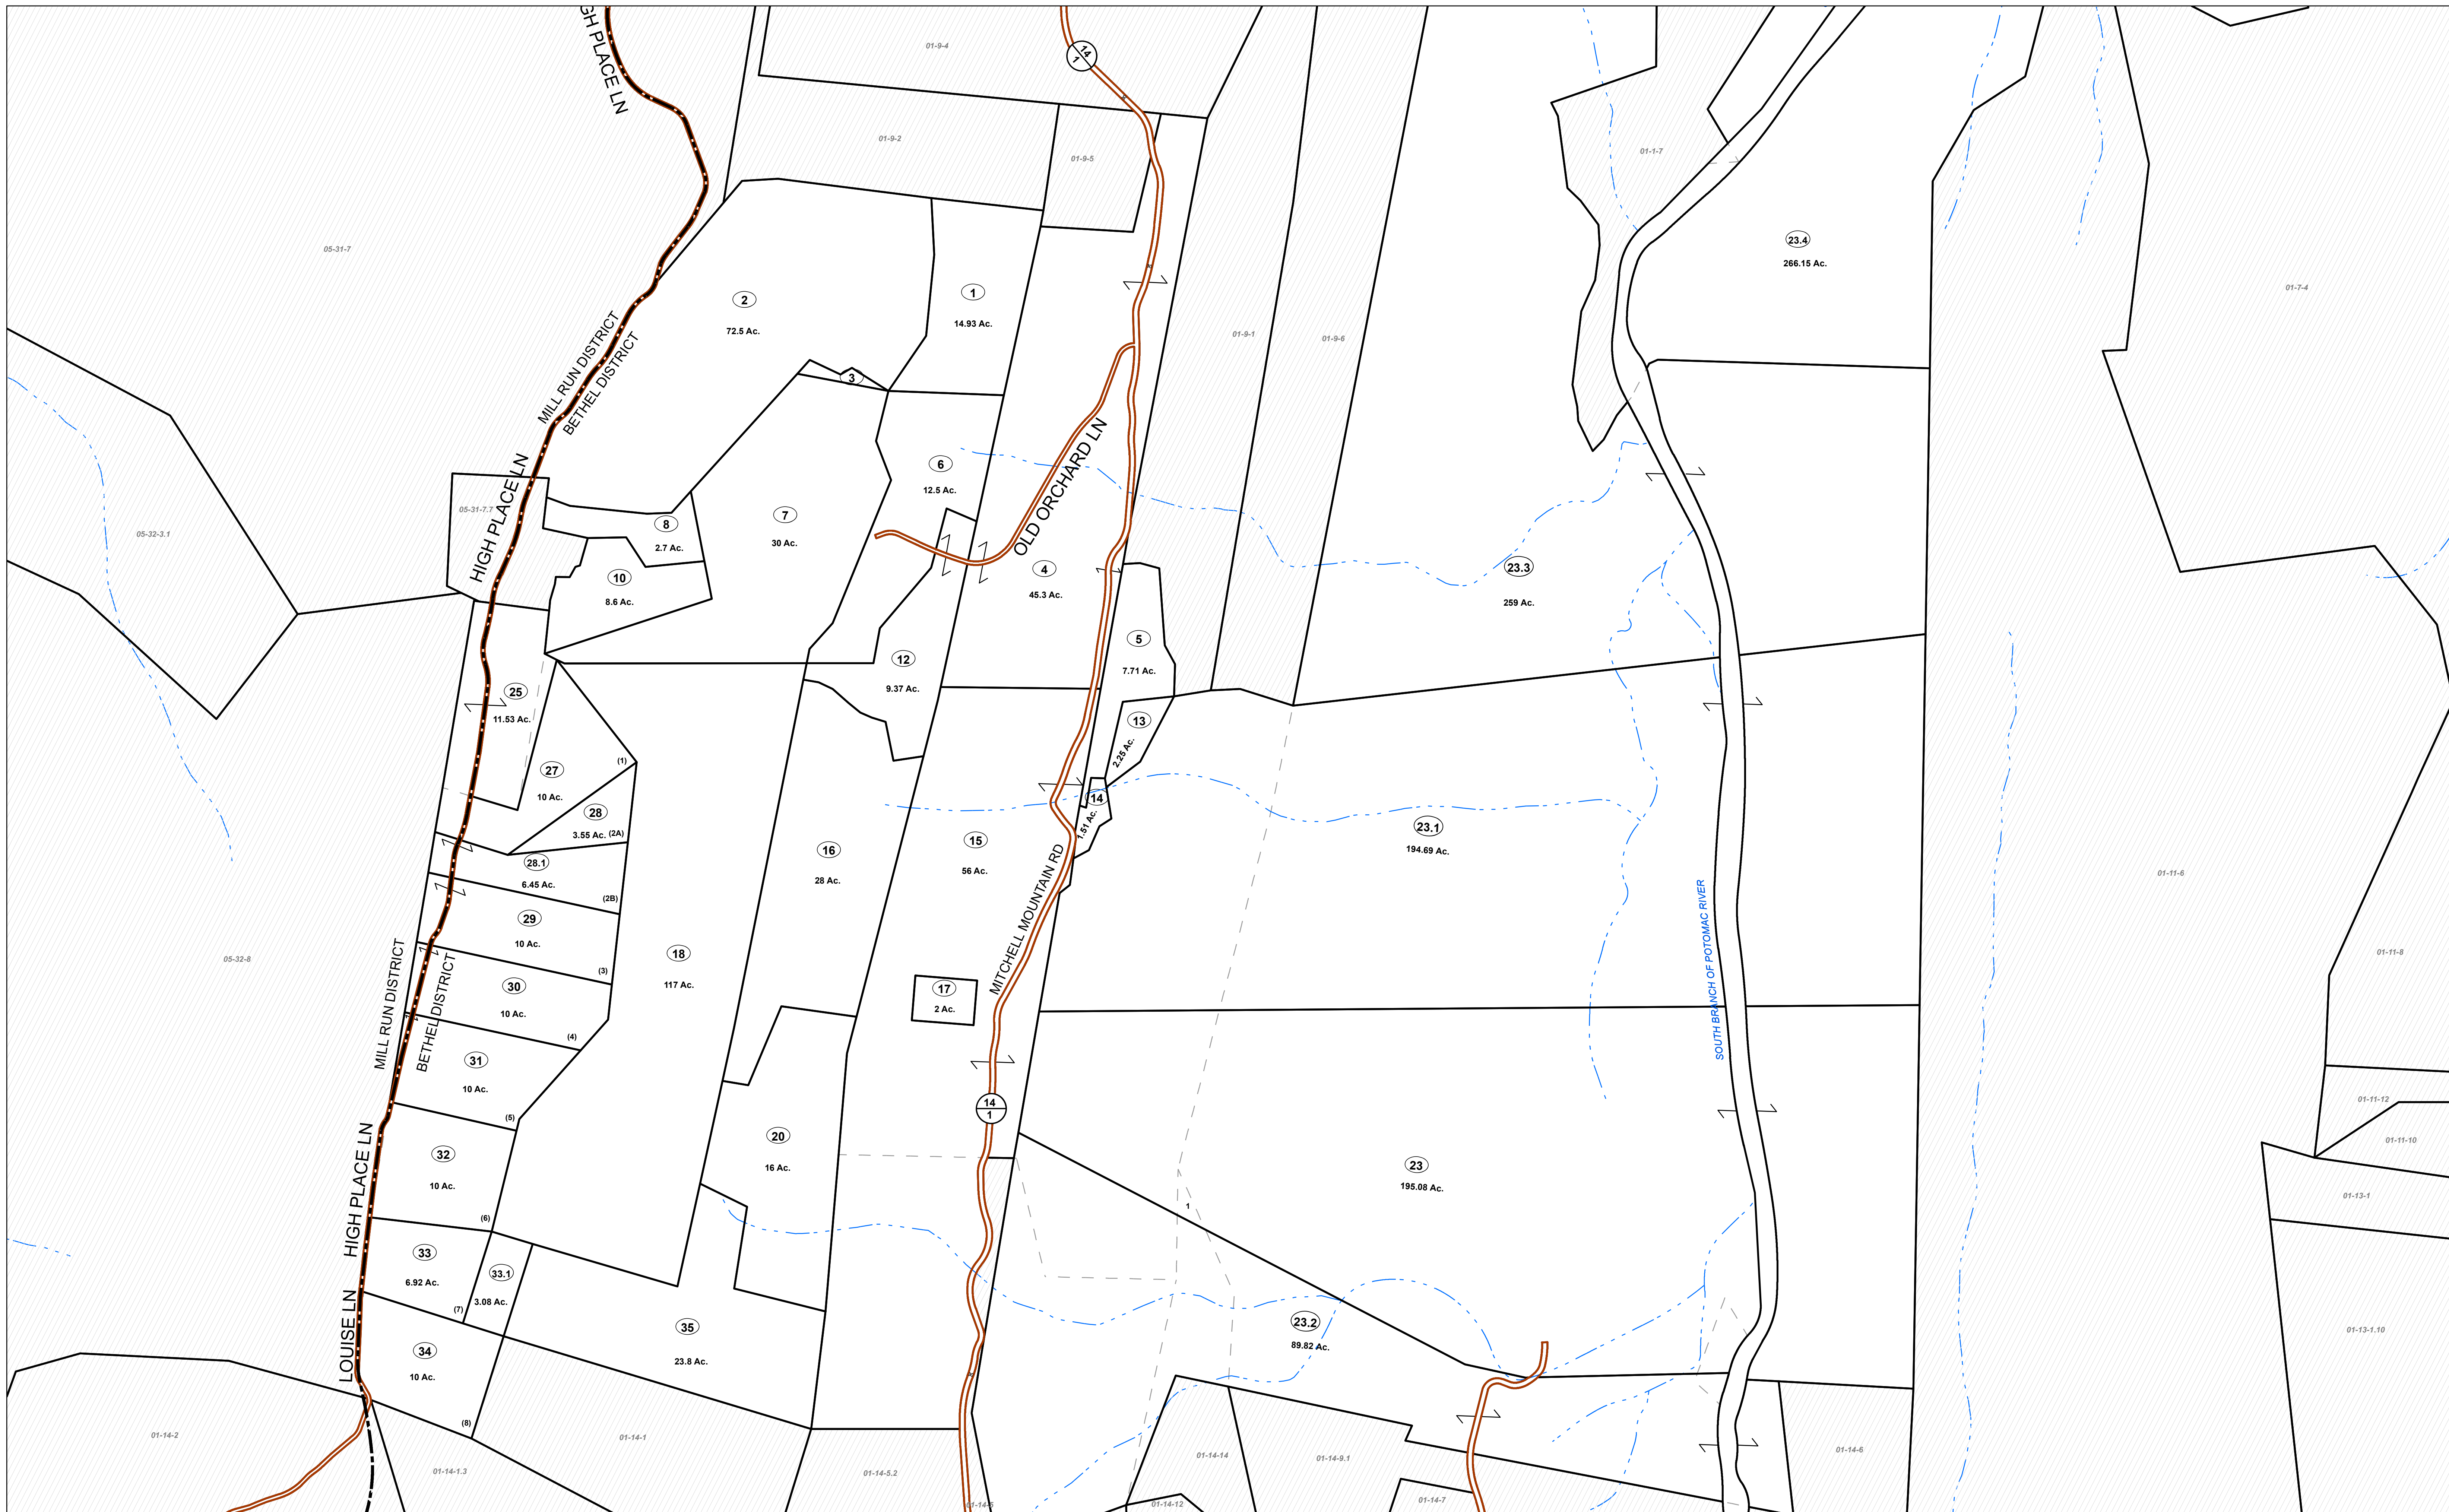 HIGH PLACE LN
14
1
01-9-4
01-9-2
01-9-5
01-1-7
05-31-7
23.4
266.15 Ac.
01-7-4
2
72.5 Ac.
1
14.93 Ac.
01-9-1
01-9-6
MILL RUN DISTRICT
BETHEL DISTRICT
3
OLD ORCHARD LN
6
12.5 Ac.
HIGH PLACE LN
05-31-7.7
05-32-3.1
8
2.7 Ac.
7
30 Ac.
10
8.6 Ac.
4
45.3 Ac.
23.3
259 Ac.
5
7.71 Ac.
12
9.37 Ac.
25
11.53 Ac.
13
2.25 Ac.
27
10 Ac.
(1)
14
1.51 Ac.
28
3.55 Ac.
(2A)
28.1
6.45 Ac.
(2B)
16
28 Ac.
15
56 Ac.
MITCHELL MOUNTAIN RD
23.1
194.69 Ac.
01-11-6
29
10 Ac.
(3)
18
117 Ac.
05-32-8
01-11-8
MILL RUN DISTRICT
BETHEL DISTRICT
SOUTH BRANCH OF POTOMAC RIVER
30
10 Ac.
(4)
17
2 Ac.
31
10 Ac.
(5)
14
1
01-11-12
01-11-10
20
16 Ac.
32
10 Ac.
(6)
HIGH PLACE LN
23
195.08 Ac.
01-13-1
1
33
6.92 Ac.
(7)
33.1
3.08 Ac.
LOUISE LN
35
23.8 Ac.
23.2
89.82 Ac.
01-13-1.10
34
10 Ac.
(8)
01-14-2
01-14-1
01-14-1.3
01-14-5.2
01-14-14
01-14-9.1
01-14-6
01-14-7
01-14-12